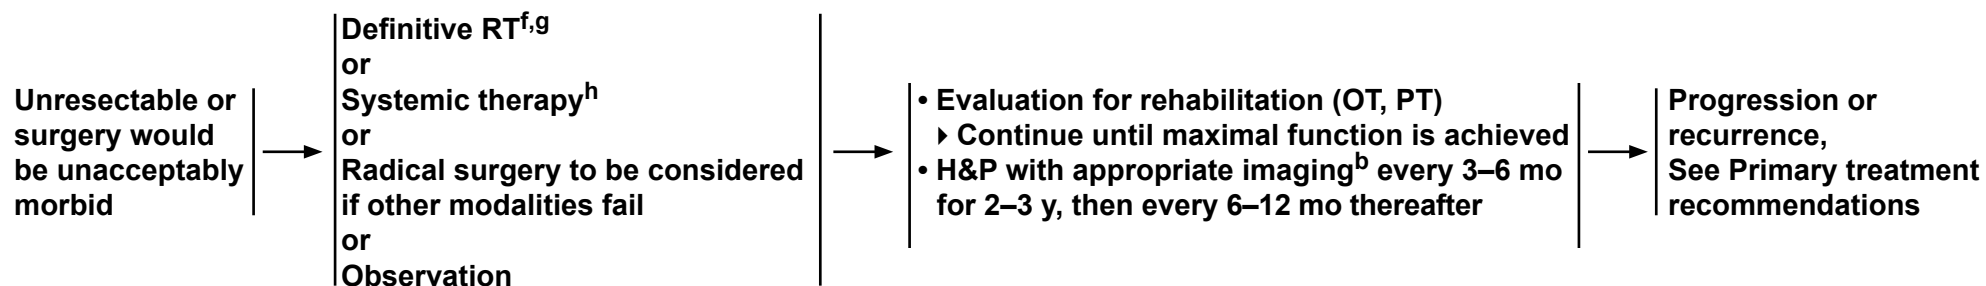 Unresectable or
surgery would
be unacceptably
morbid
Definitive RTf,g
or
Systemic therapyh
or
Radical surgery to be considered
if other modalities fail
or
Observation
• Evaluation for rehabilitation (OT, PT)
▸ Continue until maximal function is achieved
• H&P with appropriate imagingb every 3–6 mo
for 2–3 y, then every 6–12 mo thereafter
Progression or
recurrence,
See Primary treatment
recommendations